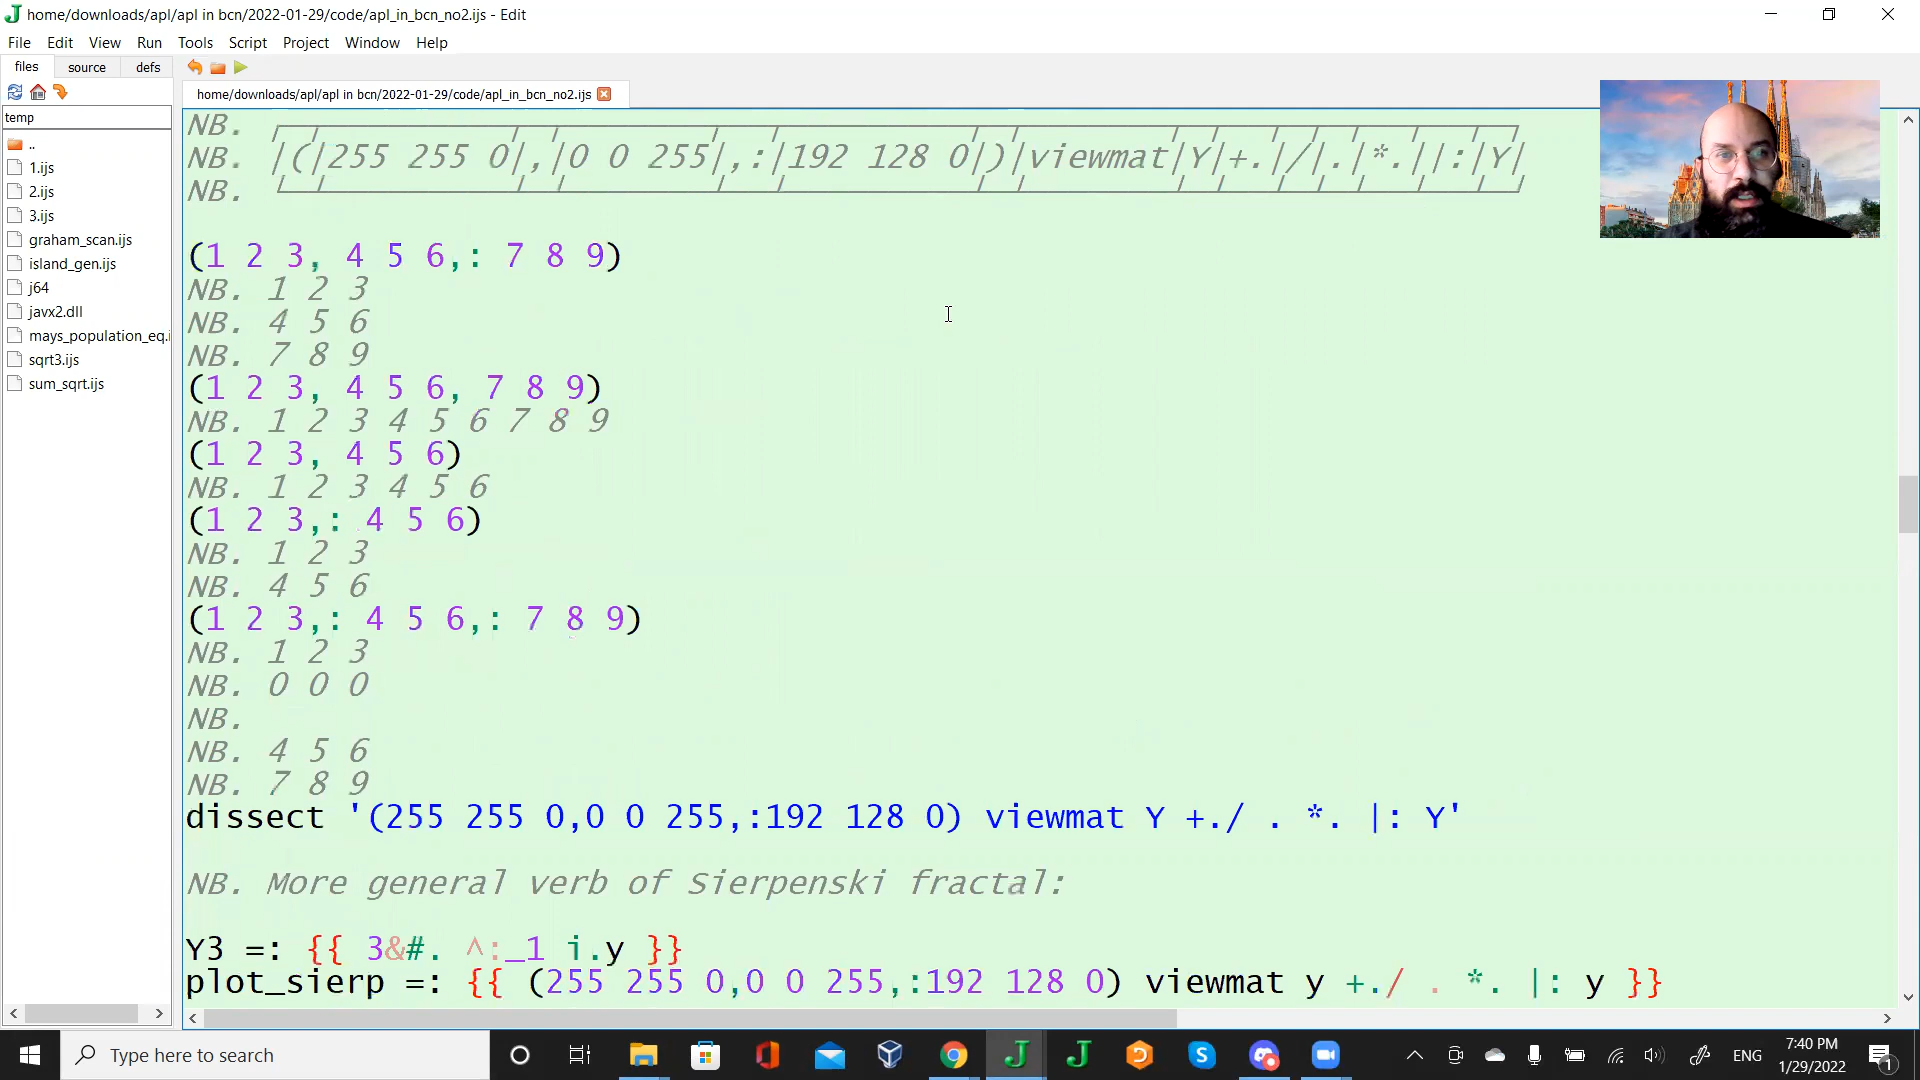 home/downloads/apl/apl in bcn/2022-01-29/code/apl_in_bcn_no2.ijs - Edit
File Edit View Run Tools Script Project Window Help
files source defs
home/downloads/apl/apl in bcn/2022-01-29/code/apl_in_bcn_no2.ijs
temp
..
1.ijs
2.ijs
3.ijs
graham_scan.ijs
island_gen.ijs
j64
javx2.dll
mays_population_eq.i
sqrt3.ijs
sum_sqrt.ijs
NB.
NB. |(|255 255 0|,|0 0 255|,:|192 128 0|)|viewmat|Y|+.|/|.|*.||:|Y|
NB.
(1 2 3, 4 5 6,: 7 8 9)
NB. 1 2 3
NB. 4 5 6
NB. 7 8 9
(1 2 3, 4 5 6, 7 8 9)
NB. 1 2 3 4 5 6 7 8 9
(1 2 3, 4 5 6)
NB. 1 2 3 4 5 6
(1 2 3,: 4 5 6)
NB. 1 2 3
NB. 4 5 6
(1 2 3,: 4 5 6,: 7 8 9)
NB. 1 2 3
NB. 0 0 0
NB.
NB. 4 5 6
NB. 7 8 9
dissect '(255 255 0,0 0 255,:192 128 0) viewmat Y +./ . *. |: Y'
NB. More general verb of Sierpenski fractal:
Y3 =: {{ 3&#. ^:_1 i.y }}
plot_sierp =: {{ (255 255 0,0 0 255,:192 128 0) viewmat y +./ . *. |: y }}
Type here to search
ENG
7:40 PM
1/29/2022
1